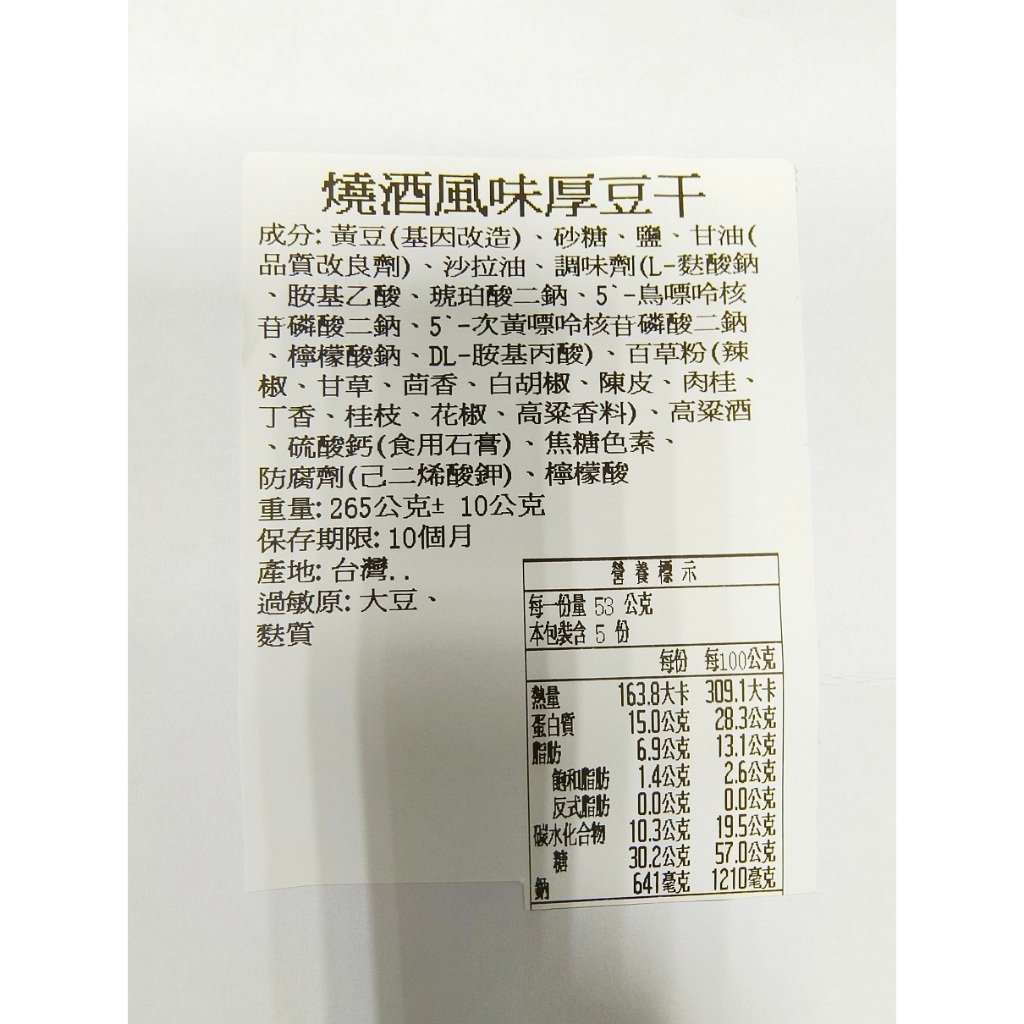 燒酒風味厚豆干
成分: 黃豆(基因改造)、砂糖、鹽、甘油(
品質改良劑)、沙拉油、調味劑(L-麩酸鈉
、胺基乙酸、琥珀酸二鈉、5`-鳥嘌呤核
苷磷酸二鈉、5`-次黃嘌呤核苷磷酸二鈉
、檸檬酸鈉、DL-胺基丙酸)、百草粉(辣
椒、甘草、茴香、白胡椒、陳皮、肉桂、
丁香、桂枝、花椒、高粱香料)、高粱酒
、硫酸鈣(食用石膏)、焦糖色素、
防腐劑(己二烯酸鉀)、檸檬酸
重量: 265公克± 10公克
保存期限: 10個月
產地: 台灣..
過敏原: 大豆、
麩質
營養標示
每一份量 53 公克
本包裝含 5 份
每份 每100公克
熱量 163.8大卡 309.1大卡
蛋白質 15.0公克 28.3公克
脂肪 6.9公克 13.1公克
飽和脂肪 1.4公克 2.6公克
反式脂肪 0.0公克 0.0公克
碳水化合物 10.3公克 19.5公克
糖 30.2公克 57.0公克
鈉 641毫克 1210毫克